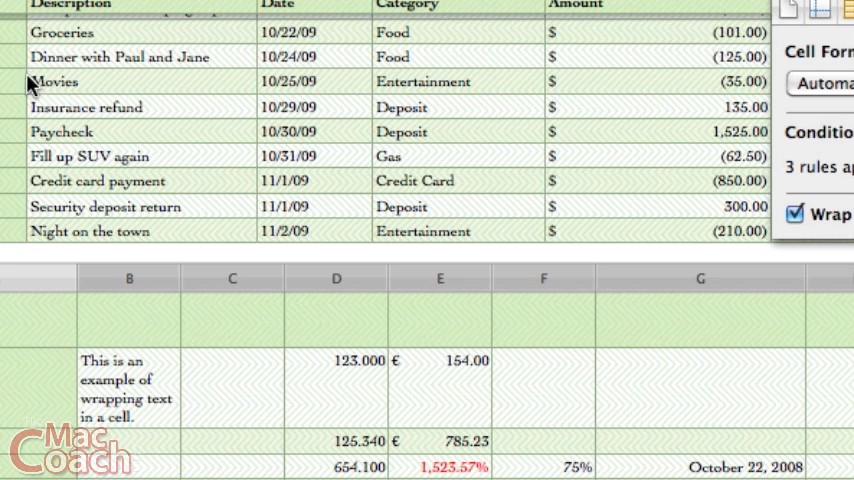 Description Date Category Amount
Groceries 10/22/09 Food $ (101.00)
Dinner with Paul and Jane 10/24/09 Food $ (125.00)
Movies 10/25/09 Entertainment $ (35.00)
Insurance refund 10/29/09 Deposit $ 135.00
Paycheck 10/30/09 Deposit $ 1,525.00
Fill up SUV again 10/31/09 Gas $ (62.50)
Credit card payment 11/1/09 Credit Card $ (850.00)
Security deposit return 11/1/09 Deposit $ 300.00
Night on the town 11/2/09 Entertainment $ (210.00)
Cell Form
Automa
Conditio
3 rules ap
Wrap
B C D E F G
This is an
example of
wrapping text
in a cell.
123.000 € 154.00
125.340 € 785.23
654.100 1,523.57% 75% October 22, 2008
the Mac
Coach